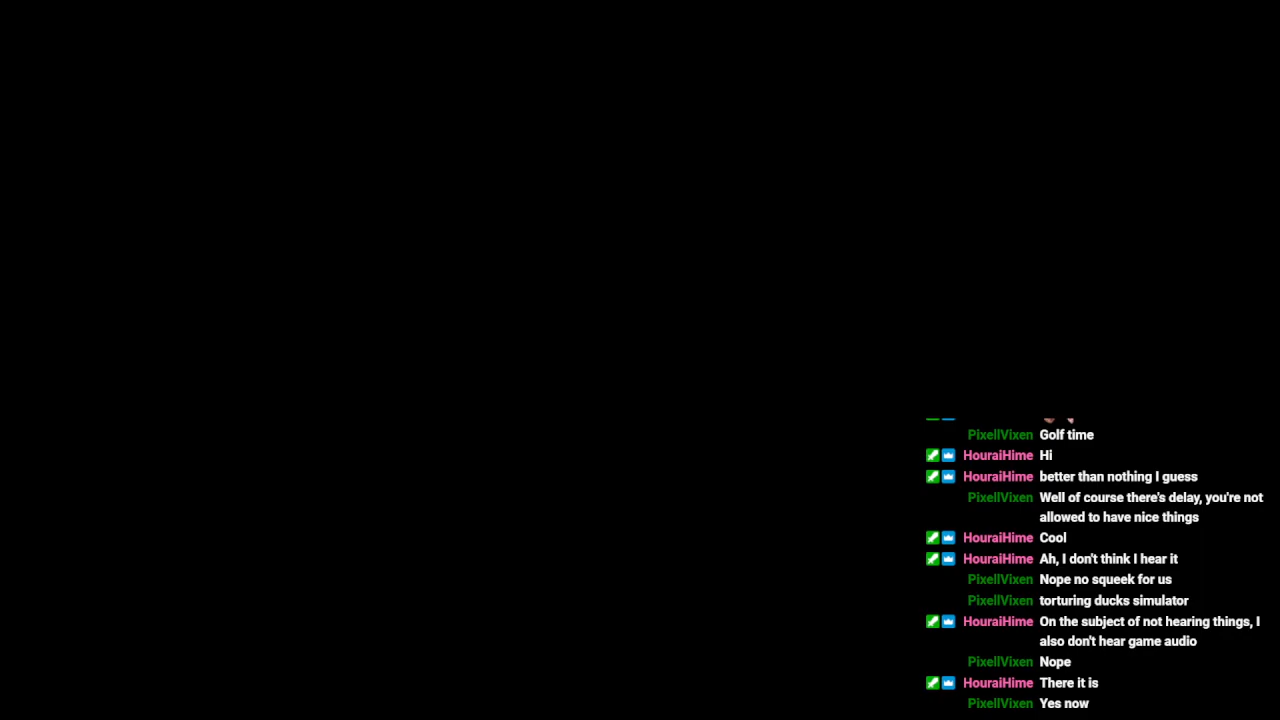 PixellVixen Golf time
HouraiHime Hi
HouraiHime better than nothing I guess
PixellVixen Well of course there's delay, you're not
allowed to have nice things
HouraiHime Cool
HouraiHime Ah, I don't think I hear it
PixellVixen Nope no squeek for us
PixellVixen torturing ducks simulator
HouraiHime On the subject of not hearing things, I
also don't hear game audio
PixellVixen Nope
HouraiHime There it is
PixellVixen Yes now